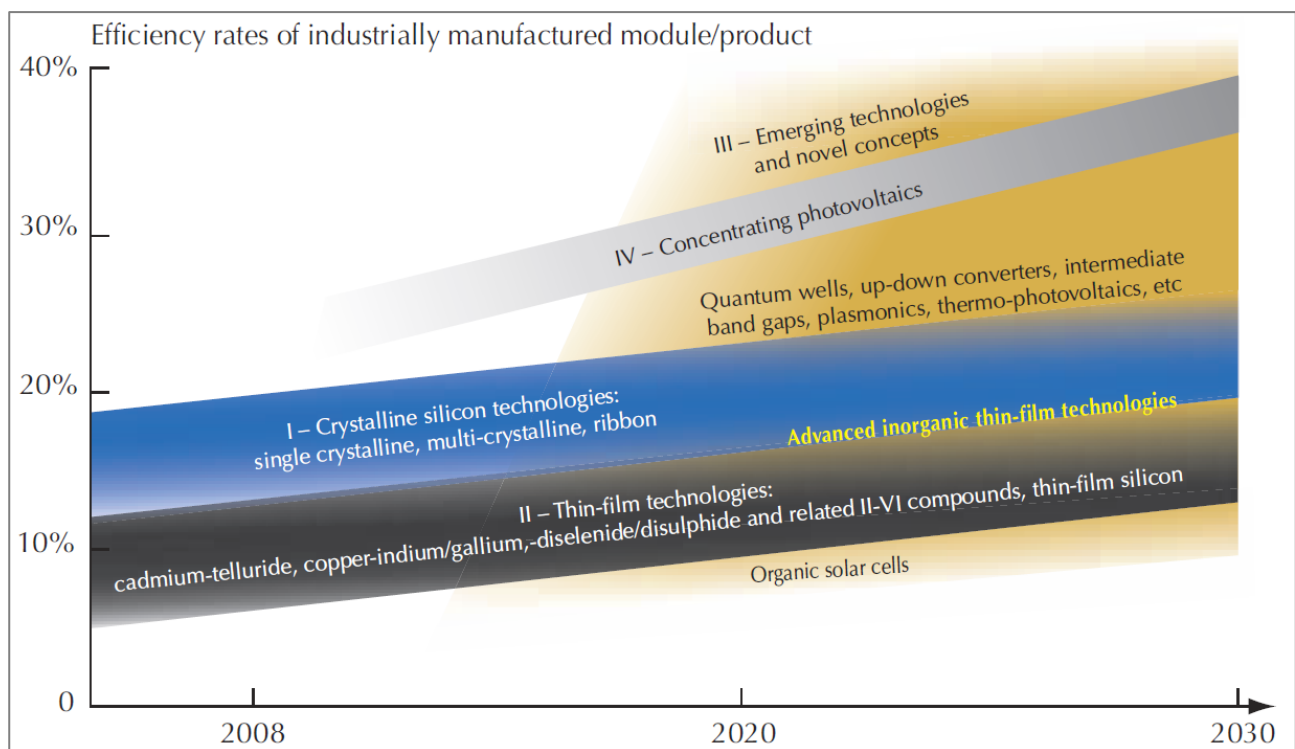 Efficiency rates of industrially manufactured module/product
40%
30%
20%
10%
0
III – Emerging technologies
and novel concepts
IV – Concentrating photovoltaics
Quantum wells, up-down converters, intermediate
band gaps, plasmonics, thermo-photovoltaics, etc
I – Crystalline silicon technologies:
single crystalline, multi-crystalline, ribbon
Advanced inorganic thin-film technologies
II – Thin-film technologies:
cadmium-telluride, copper-indium/gallium,-diselenide/disulphide and related II-VI compounds, thin-film silicon
Organic solar cells
2008
2020
2030